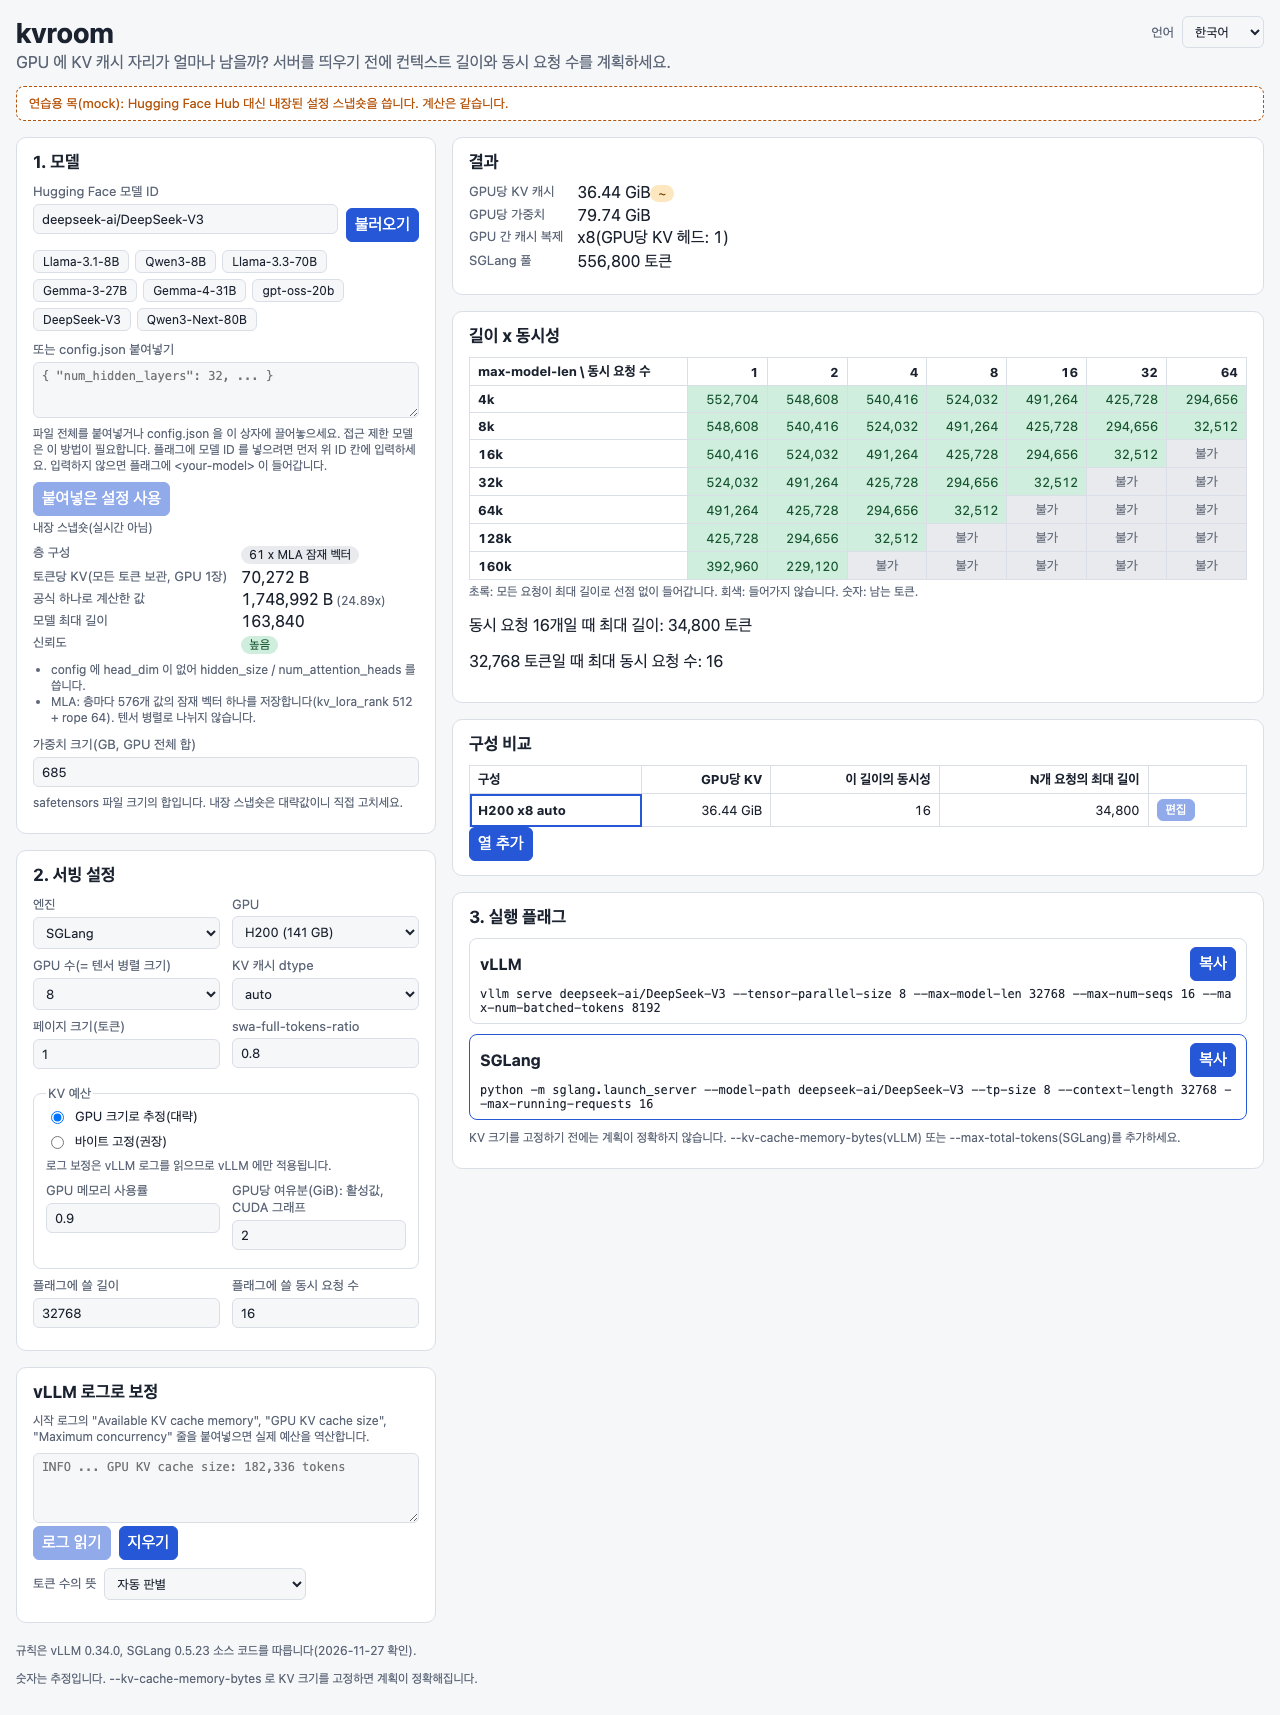 kvroom
언어 한국어
GPU 에 KV 캐시 자리가 얼마나 남을까? 서버를 띄우기 전에 컨텍스트 길이와 동시 요청 수를 계획하세요.
연습용 목(mock): Hugging Face Hub 대신 내장된 설정 스냅숏을 씁니다. 계산은 같습니다.
1. 모델
Hugging Face 모델 ID
deepseek-ai/DeepSeek-V3 불러오기
Llama-3.1-8B Qwen3-8B Llama-3.3-70B
Gemma-3-27B Gemma-4-31B gpt-oss-20b
DeepSeek-V3 Qwen3-Next-80B
또는 config.json 붙여넣기
{ "num_hidden_layers": 32, ... }
파일 전체를 붙여넣거나 config.json 을 이 상자에 끌어놓으세요. 접근 제한 모델
은 이 방법이 필요합니다. 플래그에 모델 ID 를 넣으려면 먼저 위 ID 칸에 입력하세
요. 입력하지 않으면 플래그에 <your-model> 이 들어갑니다.
붙여넣은 설정 사용
내장 스냅숏(실시간 아님)
층 구성 61 x MLA 잠재 벡터
토큰당 KV(모든 토큰 보관, GPU 1장) 70,272 B
공식 하나로 계산한 값 1,748,992 B (24.89x)
모델 최대 길이 163,840
신뢰도 높음
• config 에 head_dim 이 없어 hidden_size / num_attention_heads 를
씁니다.
• MLA: 층마다 576개 값의 잠재 벡터 하나를 저장합니다(kv_lora_rank 512
+ rope 64). 텐서 병렬로 나뉘지 않습니다.
가중치 크기(GB, GPU 전체 합)
685
safetensors 파일 크기의 합입니다. 내장 스냅숏은 대략값이니 직접 고치세요.
2. 서빙 설정
엔진 GPU
SGLang H200 (141 GB)
GPU 수(= 텐서 병렬 크기) KV 캐시 dtype
8 auto
페이지 크기(토큰) swa-full-tokens-ratio
1 0.8
KV 예산
GPU 크기로 추정(대략)
바이트 고정(권장)
로그 보정은 vLLM 로그를 읽으므로 vLLM 에만 적용됩니다.
GPU 메모리 사용률 GPU당 여유분(GiB): 활성값,
CUDA 그래프
0.9 2
플래그에 쓸 길이 플래그에 쓸 동시 요청 수
32768 16
vLLM 로그로 보정
시작 로그의 "Available KV cache memory", "GPU KV cache size",
"Maximum concurrency" 줄을 붙여넣으면 실제 예산을 역산합니다.
INFO ... GPU KV cache size: 182,336 tokens
로그 읽기 지우기
토큰 수의 뜻 자동 판별
결과
GPU당 KV 캐시 36.44 GiB ~
GPU당 가중치 79.74 GiB
GPU 간 캐시 복제 x8(GPU당 KV 헤드: 1)
SGLang 풀 556,800 토큰
길이 x 동시성
max-model-len \ 동시 요청 수 1 2 4 8 16 32 64
4k 552,704 548,608 540,416 524,032 491,264 425,728 294,656
8k 548,608 540,416 524,032 491,264 425,728 294,656 32,512
16k 540,416 524,032 491,264 425,728 294,656 32,512 불가
32k 524,032 491,264 425,728 294,656 32,512 불가 불가
64k 491,264 425,728 294,656 32,512 불가 불가 불가
128k 425,728 294,656 32,512 불가 불가 불가 불가
160k 392,960 229,120 불가 불가 불가 불가 불가
초록: 모든 요청이 최대 길이로 선점 없이 들어갑니다. 회색: 들어가지 않습니다. 숫자: 남는 토큰.
동시 요청 16개일 때 최대 길이: 34,800 토큰
32,768 토큰일 때 최대 동시 요청 수: 16
구성 비교
구성 GPU당 KV 이 길이의 동시성 N개 요청의 최대 길이
H200 x8 auto 36.44 GiB 16 34,800 편집
열 추가
3. 실행 플래그
vLLM 복사
vllm serve deepseek-ai/DeepSeek-V3 --tensor-parallel-size 8 --max-model-len 32768 --max-num-seqs 16 --ma
x-num-batched-tokens 8192
SGLang 복사
python -m sglang.launch_server --model-path deepseek-ai/DeepSeek-V3 --tp-size 8 --context-length 32768 -
-max-running-requests 16
KV 크기를 고정하기 전에는 계획이 정확하지 않습니다. --kv-cache-memory-bytes(vLLM) 또는 --max-total-tokens(SGLang)를 추가하세요.
규칙은 vLLM 0.34.0, SGLang 0.5.23 소스 코드를 따릅니다(2026-11-27 확인).
숫자는 추정입니다. --kv-cache-memory-bytes 로 KV 크기를 고정하면 계획이 정확해집니다.